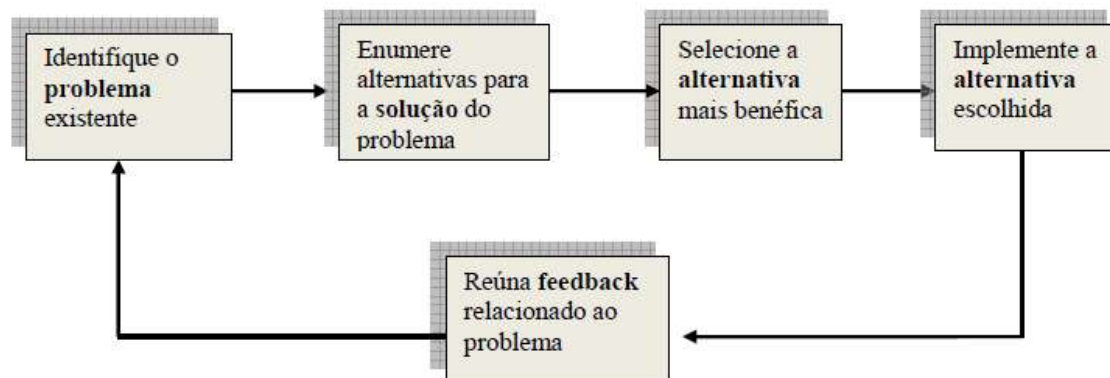 Identifique o
problema
existente
Enumere
alternativas para
a solução do
problema
Selecione a
alternativa
mais benéfica
Implemente a
alternativa
escolhida
Reúna feedback
relacionado ao
problema